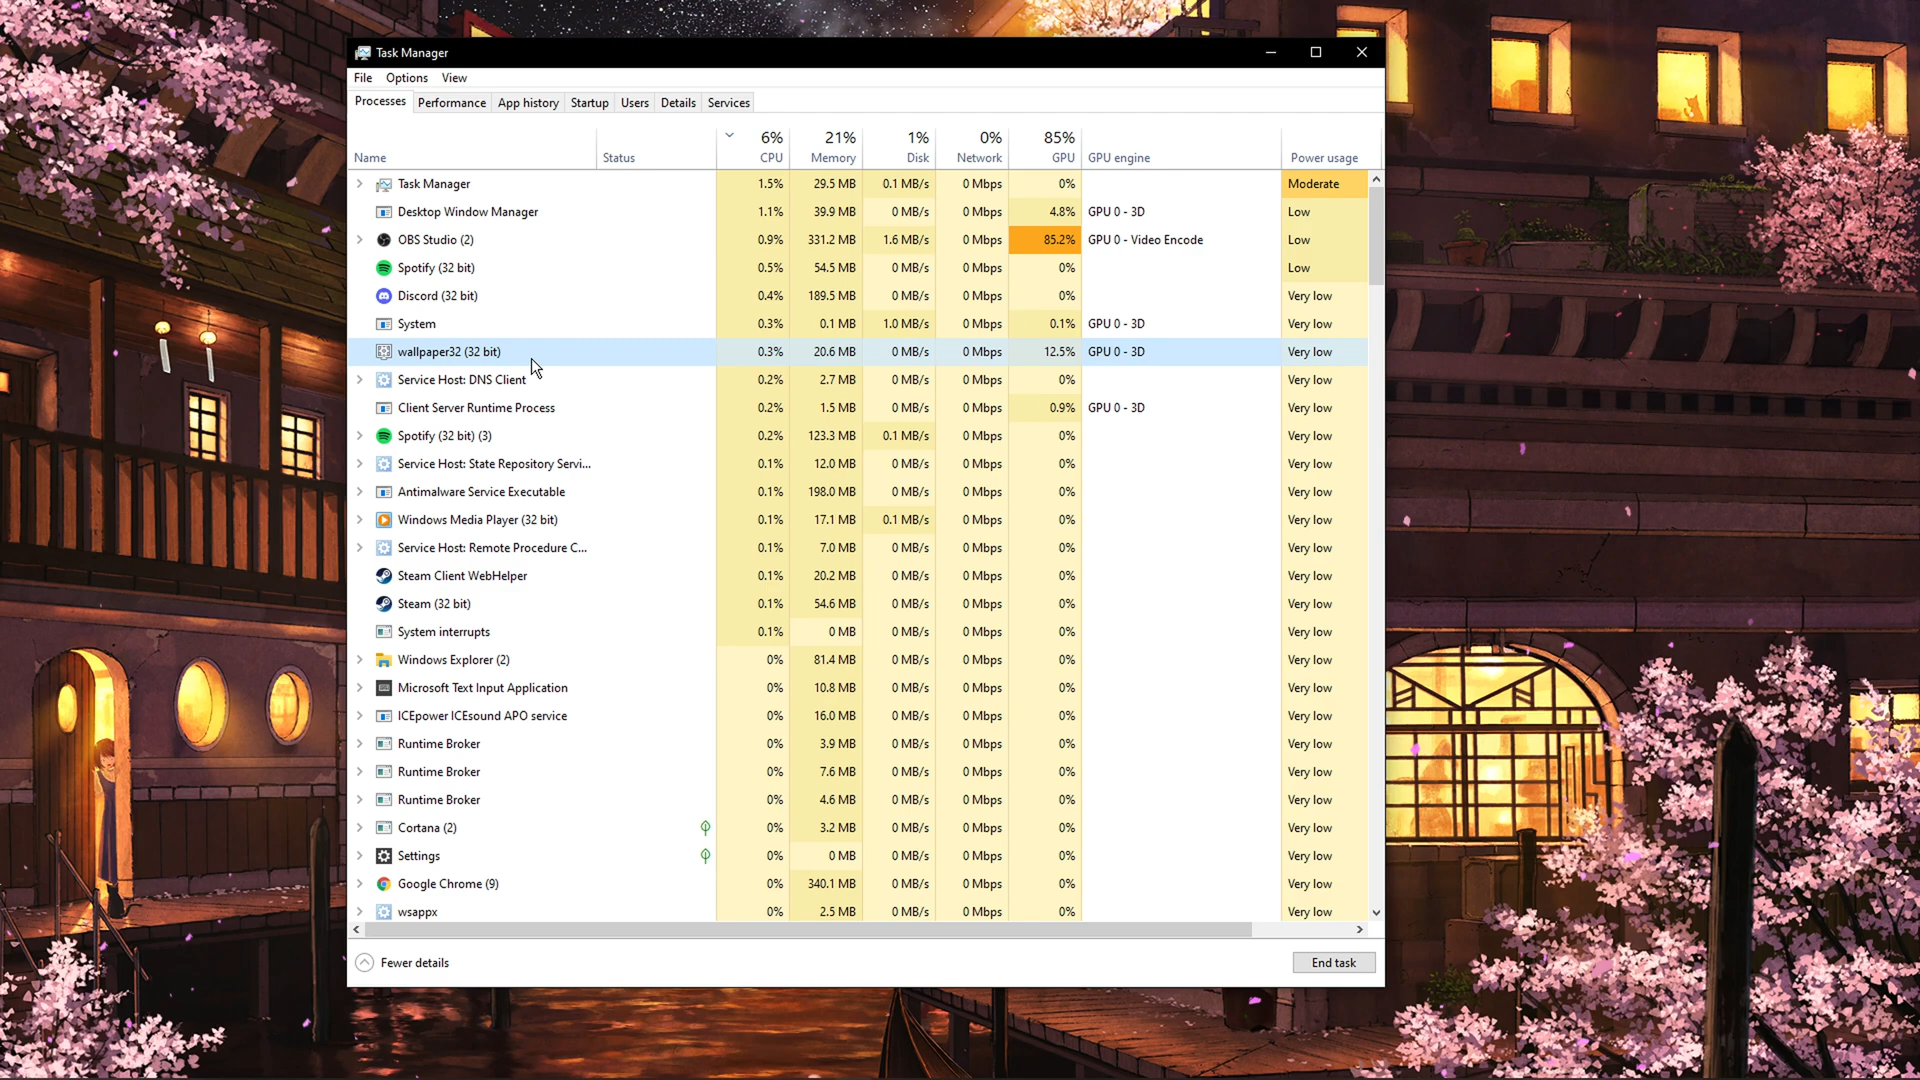 Task Manager
File Options View
Processes Performance App history Startup Users Details Services
6% 21% 1% 0% 85%
Name Status CPU Memory Disk Network GPU GPU engine Power usage
Task Manager 1.5% 29.5 MB 0.1 MB/s 0 Mbps 0% Moderate
Desktop Window Manager 1.1% 39.9 MB 0 MB/s 0 Mbps 4.8% GPU 0 - 3D Low
OBS Studio (2) 0.9% 331.2 MB 1.6 MB/s 0 Mbps 85.2% GPU 0 - Video Encode Low
Spotify (32 bit) 0.5% 54.5 MB 0 MB/s 0 Mbps 0% Low
Discord (32 bit) 0.4% 189.5 MB 0 MB/s 0 Mbps 0% Very low
System 0.3% 0.1 MB 1.0 MB/s 0 Mbps 0.1% GPU 0 - 3D Very low
wallpaper32 (32 bit) 0.3% 20.6 MB 0 MB/s 0 Mbps 12.5% GPU 0 - 3D Very low
Service Host: DNS Client 0.2% 2.7 MB 0 MB/s 0 Mbps 0% Very low
Client Server Runtime Process 0.2% 1.5 MB 0 MB/s 0 Mbps 0.9% GPU 0 - 3D Very low
Spotify (32 bit) (3) 0.2% 123.3 MB 0.1 MB/s 0 Mbps 0% Very low
Service Host: State Repository Servi... 0.1% 12.0 MB 0 MB/s 0 Mbps 0% Very low
Antimalware Service Executable 0.1% 198.0 MB 0 MB/s 0 Mbps 0% Very low
Windows Media Player (32 bit) 0.1% 17.1 MB 0.1 MB/s 0 Mbps 0% Very low
Service Host: Remote Procedure C... 0.1% 7.0 MB 0 MB/s 0 Mbps 0% Very low
Steam Client WebHelper 0.1% 20.2 MB 0 MB/s 0 Mbps 0% Very low
Steam (32 bit) 0.1% 54.6 MB 0 MB/s 0 Mbps 0% Very low
System interrupts 0.1% 0 MB 0 MB/s 0 Mbps 0% Very low
Windows Explorer (2) 0% 81.4 MB 0 MB/s 0 Mbps 0% Very low
Microsoft Text Input Application 0% 10.8 MB 0 MB/s 0 Mbps 0% Very low
ICEpower ICEsound APO service 0% 16.0 MB 0 MB/s 0 Mbps 0% Very low
Runtime Broker 0% 3.9 MB 0 MB/s 0 Mbps 0% Very low
Runtime Broker 0% 7.6 MB 0 MB/s 0 Mbps 0% Very low
Runtime Broker 0% 4.6 MB 0 MB/s 0 Mbps 0% Very low
Cortana (2) 0% 3.2 MB 0 MB/s 0 Mbps 0% Very low
Settings 0% 0 MB 0 MB/s 0 Mbps 0% Very low
Google Chrome (9) 0% 340.1 MB 0 MB/s 0 Mbps 0% Very low
wsappx 0% 2.5 MB 0 MB/s 0 Mbps 0% Very low
Fewer details End task